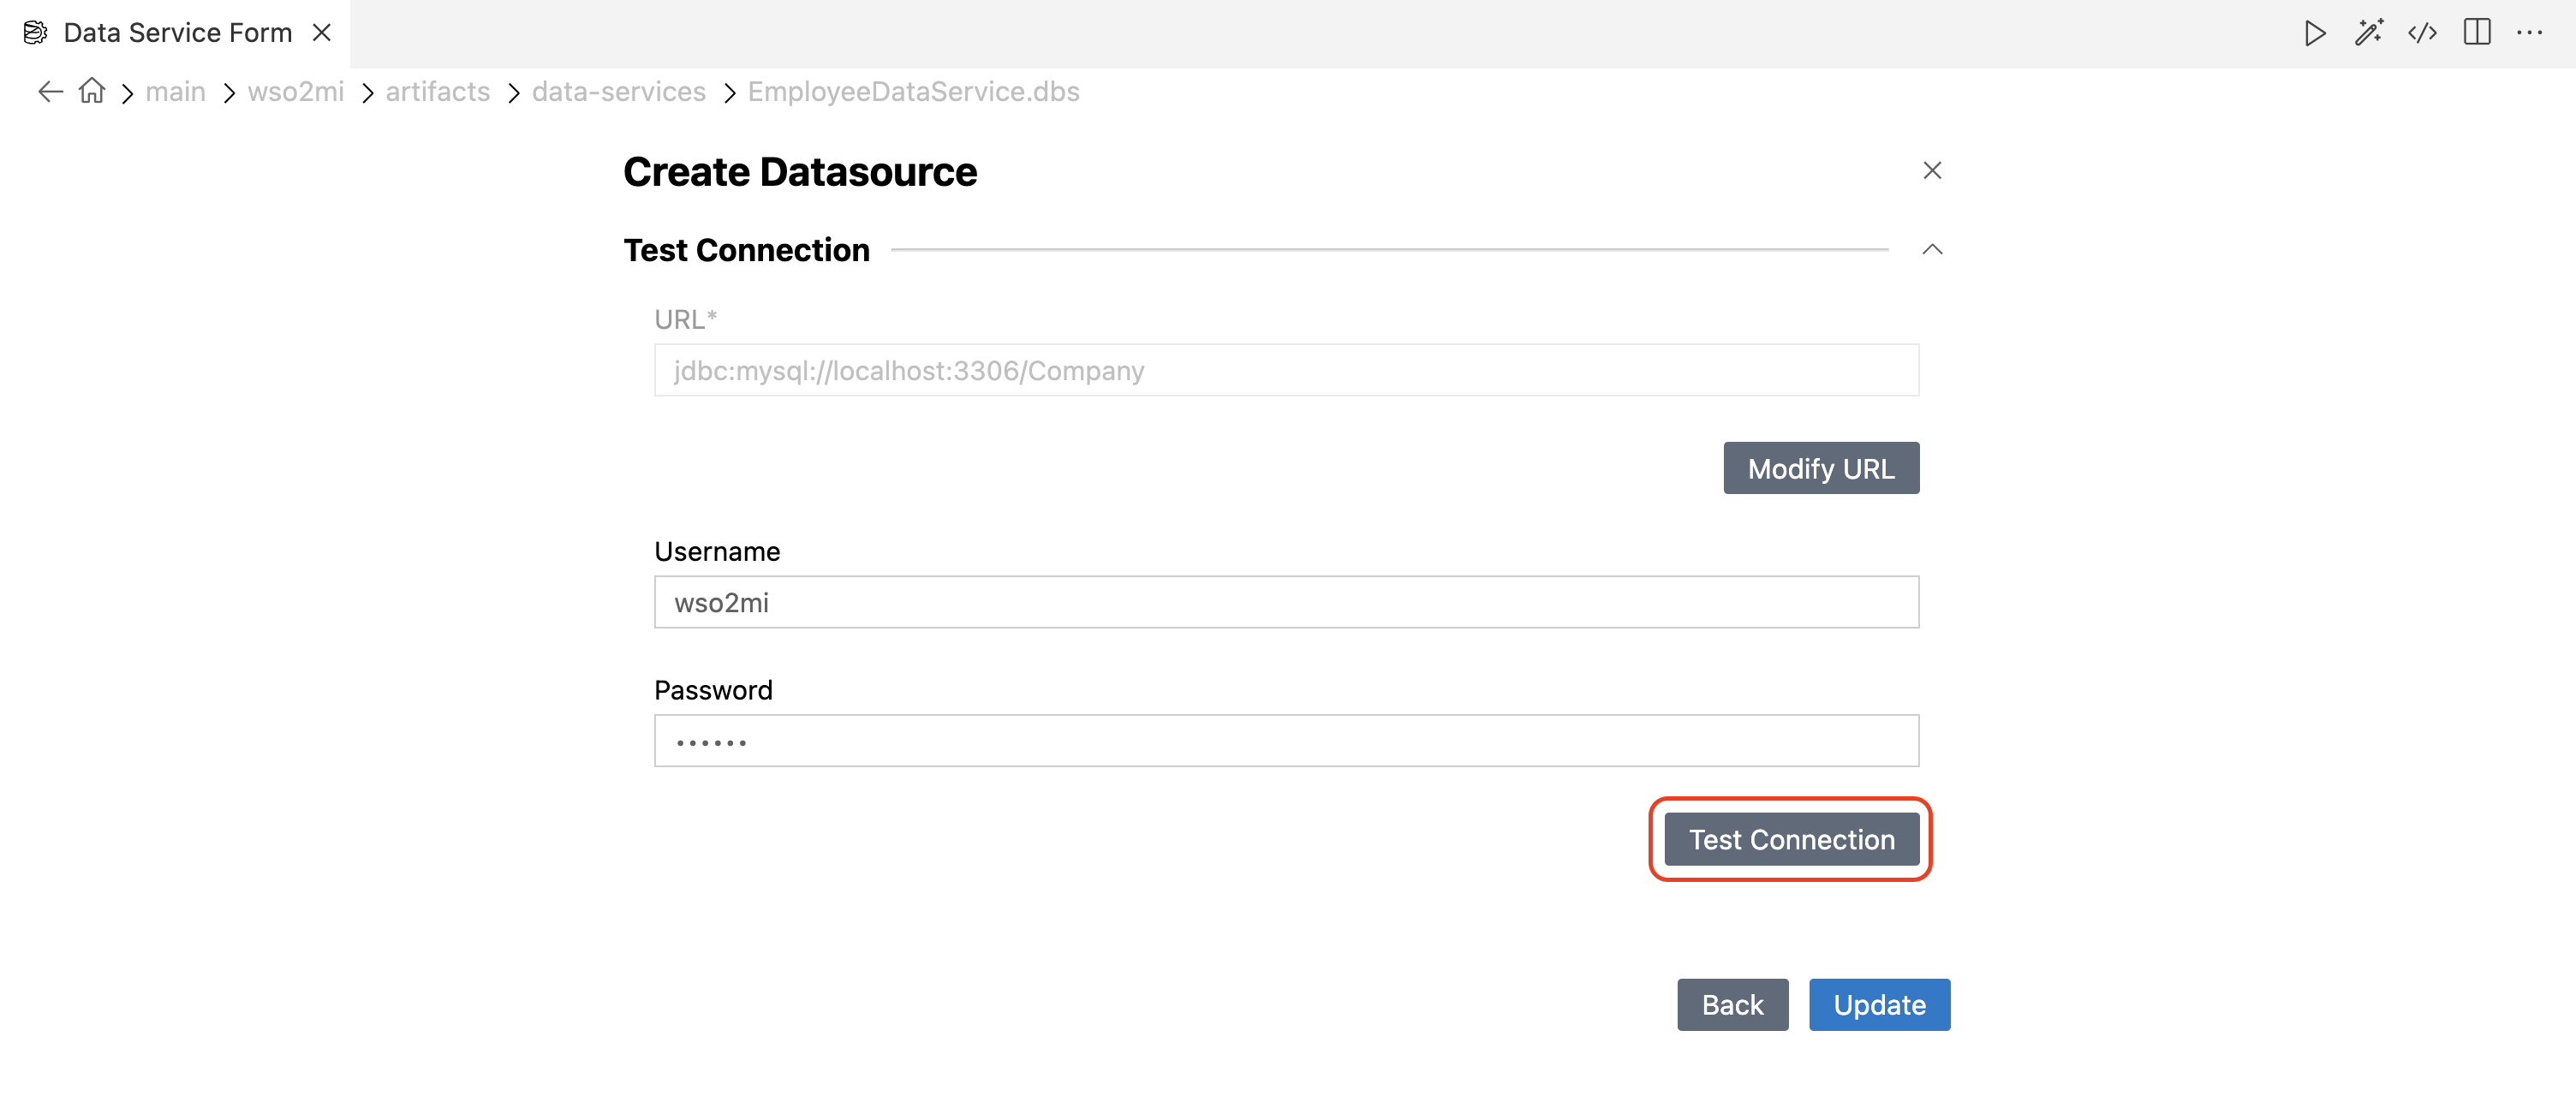 Data Service Form
main wso2mi artifacts data-services EmployeeDataService.dbs
Create Datasource
Test Connection
URL*
jdbc:mysql://localhost:3306/Company
Modify URL
Username
wso2mi
Password
••••••
Test Connection
Back Update